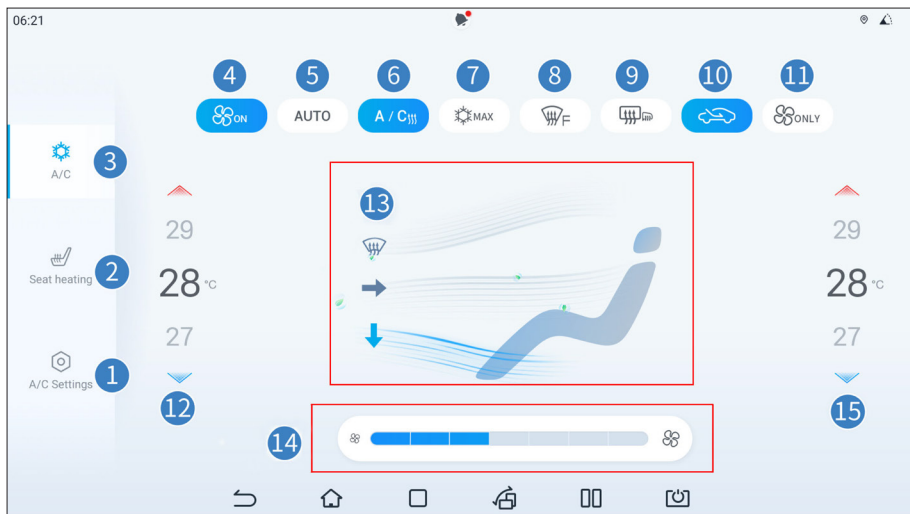 06:21
4 5 6 7 8 9 10 11
ON AUTO A/C MAX F ONLY
3
A/C
13
29 29
2
Seat heating
28 °C 28 °C
27 27
1
A/C Settings
12 15
14